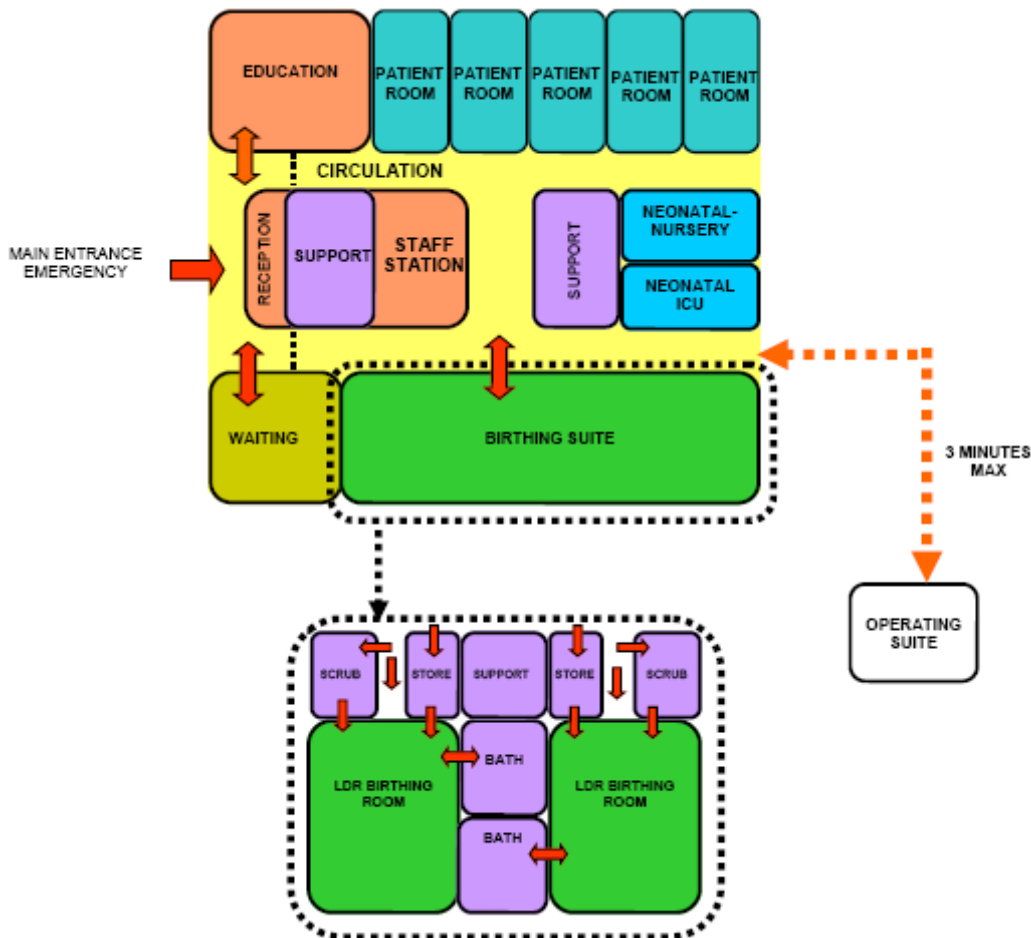 EDUCATION
PATIENT
ROOM
PATIENT
ROOM
PATIENT
ROOM
PATIENT
ROOM
PATIENT
ROOM
CIRCULATION
MAIN ENTRANCE
EMERGENCY
RECEPTION
SUPPORT
STAFF
STATION
SUPPORT
NEONATAL-
NURSERY
NEONATAL
ICU
WAITING
BIRTHING SUITE
3 MINUTES
MAX
OPERATING
SUITE
SCRUB
STORE
SUPPORT
STORE
SCRUB
LDR BIRTHING
ROOM
BATH
LDR BIRTHING
ROOM
BATH